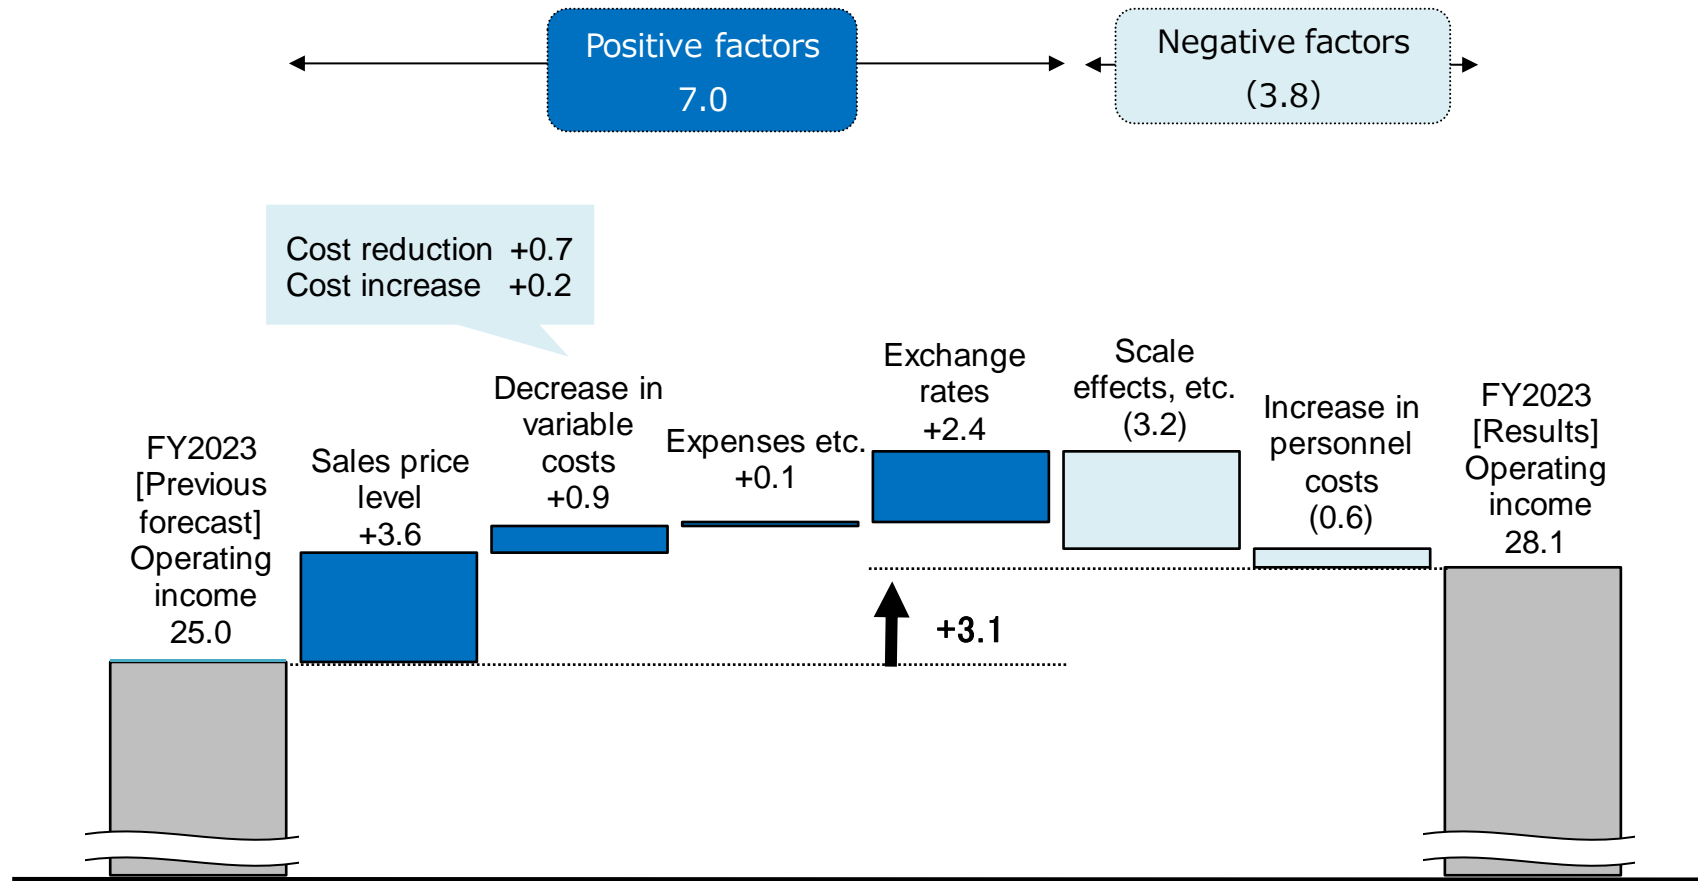 Positive factors
7.0
Negative factors
(3.8)
Cost reduction +0.7
Cost increase +0.2
FY2023
[Previous
forecast]
Operating
income
25.0
Sales price
level
+3.6
Decrease in
variable
costs
+0.9
Expenses etc.
+0.1
Exchange
rates
+2.4
Scale
effects, etc.
(3.2)
Increase in
personnel
costs
(0.6)
FY2023
[Results]
Operating
income
28.1
+3.1